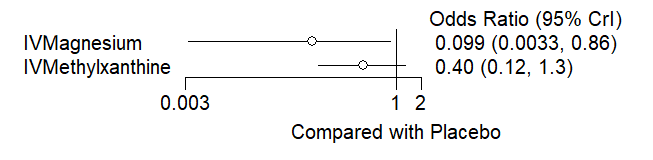 Odds Ratio (95% CrI)
IVMagnesium 0.099 (0.0033, 0.86)
IVMethylxanthine 0.40 (0.12, 1.3)
0.003 1 2
Compared with Placebo